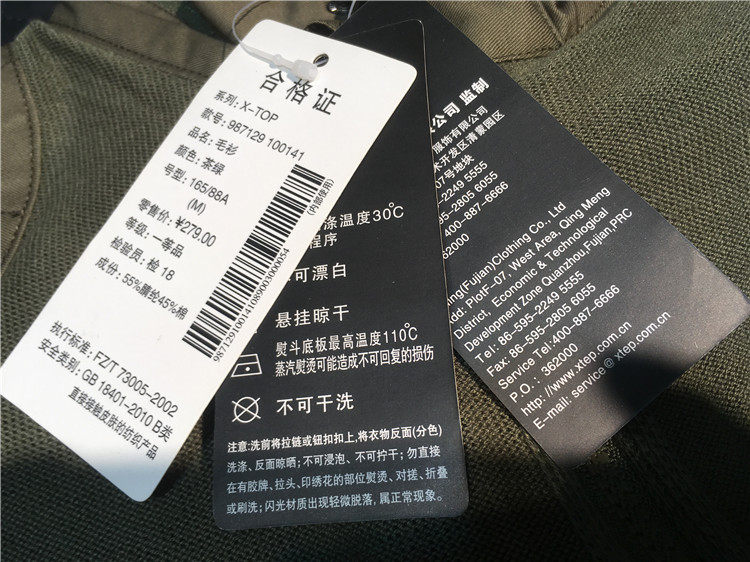 合格证
系列: X-TOP
款号: 987129 100141
品名: 毛衫
颜色: 茶绿
号型: 165/88A
(M)
零售价: ¥279.00
等级: 一等品
检验员: 检 18
成份: 55%腈纶45%棉
执行标准: FZ/T 73005-2002
安全类别: GB 18401-2010 B类
直接接触皮肤的纺织产品
9871291001410890030000054
(内部使用)
涤温度30℃
程序
可漂白
悬挂晾干
熨斗底板最高温度110℃
蒸汽熨烫可能造成不可回复的损伤
不可干洗
注意:洗前将拉链或钮扣扣上,将衣物反面(分色)
洗涤、反面晾晒;不可浸泡、不可拧干;勿直接
在有胶牌、拉头、印绣花的部位熨烫、对搓、折叠
或刷洗;闪光材质出现轻微脱落,属正常现象。
公司 监制
服饰有限公司
术开发区清蒙园区
07号地块
5-2249 5555
95-2805 6055
400-887-6666
362000
ing(Fujian)Clothing Co., Ltd
dd: PlotF-07, West Area, Qing Meng
District, Economic & Technological
Development Zone Quanzhou Fujian,PRC
Tel: 86-595-2249 5555
Fax: 86-595-2805 6055
Service Tel:400-887-6666
P.O.: 362000
http: //www.xtep.com.cn
E-mail: service@xtep.com.cn